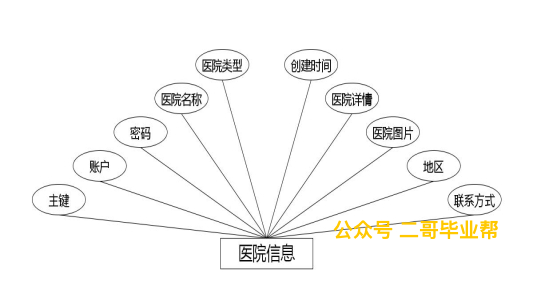 医院类型
创建时间
医院名称
医院详情
密码
医院图片
账户
地区
主键
联系方式
公众号 二哥毕业帮
医院信息